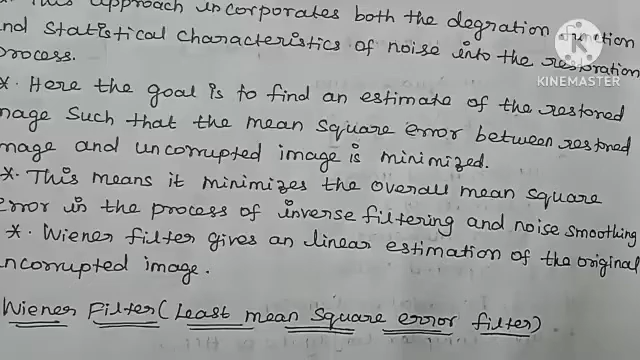 This approach incorporates both the degration function
nd statistical characteristics of noise into the restoration
process.
*. Here the goal is to find an estimate of the restored
mage such that the mean square error between restored
mage and uncorrupted image is minimized.
*. This means it minimizes the overall mean square
error in the process of inverse filtering and noise smoothing
*. Wiener filter gives an linear estimation of the original
uncorrupted image.
Wiener Filter (Least mean square error filter)
KINEMASTER